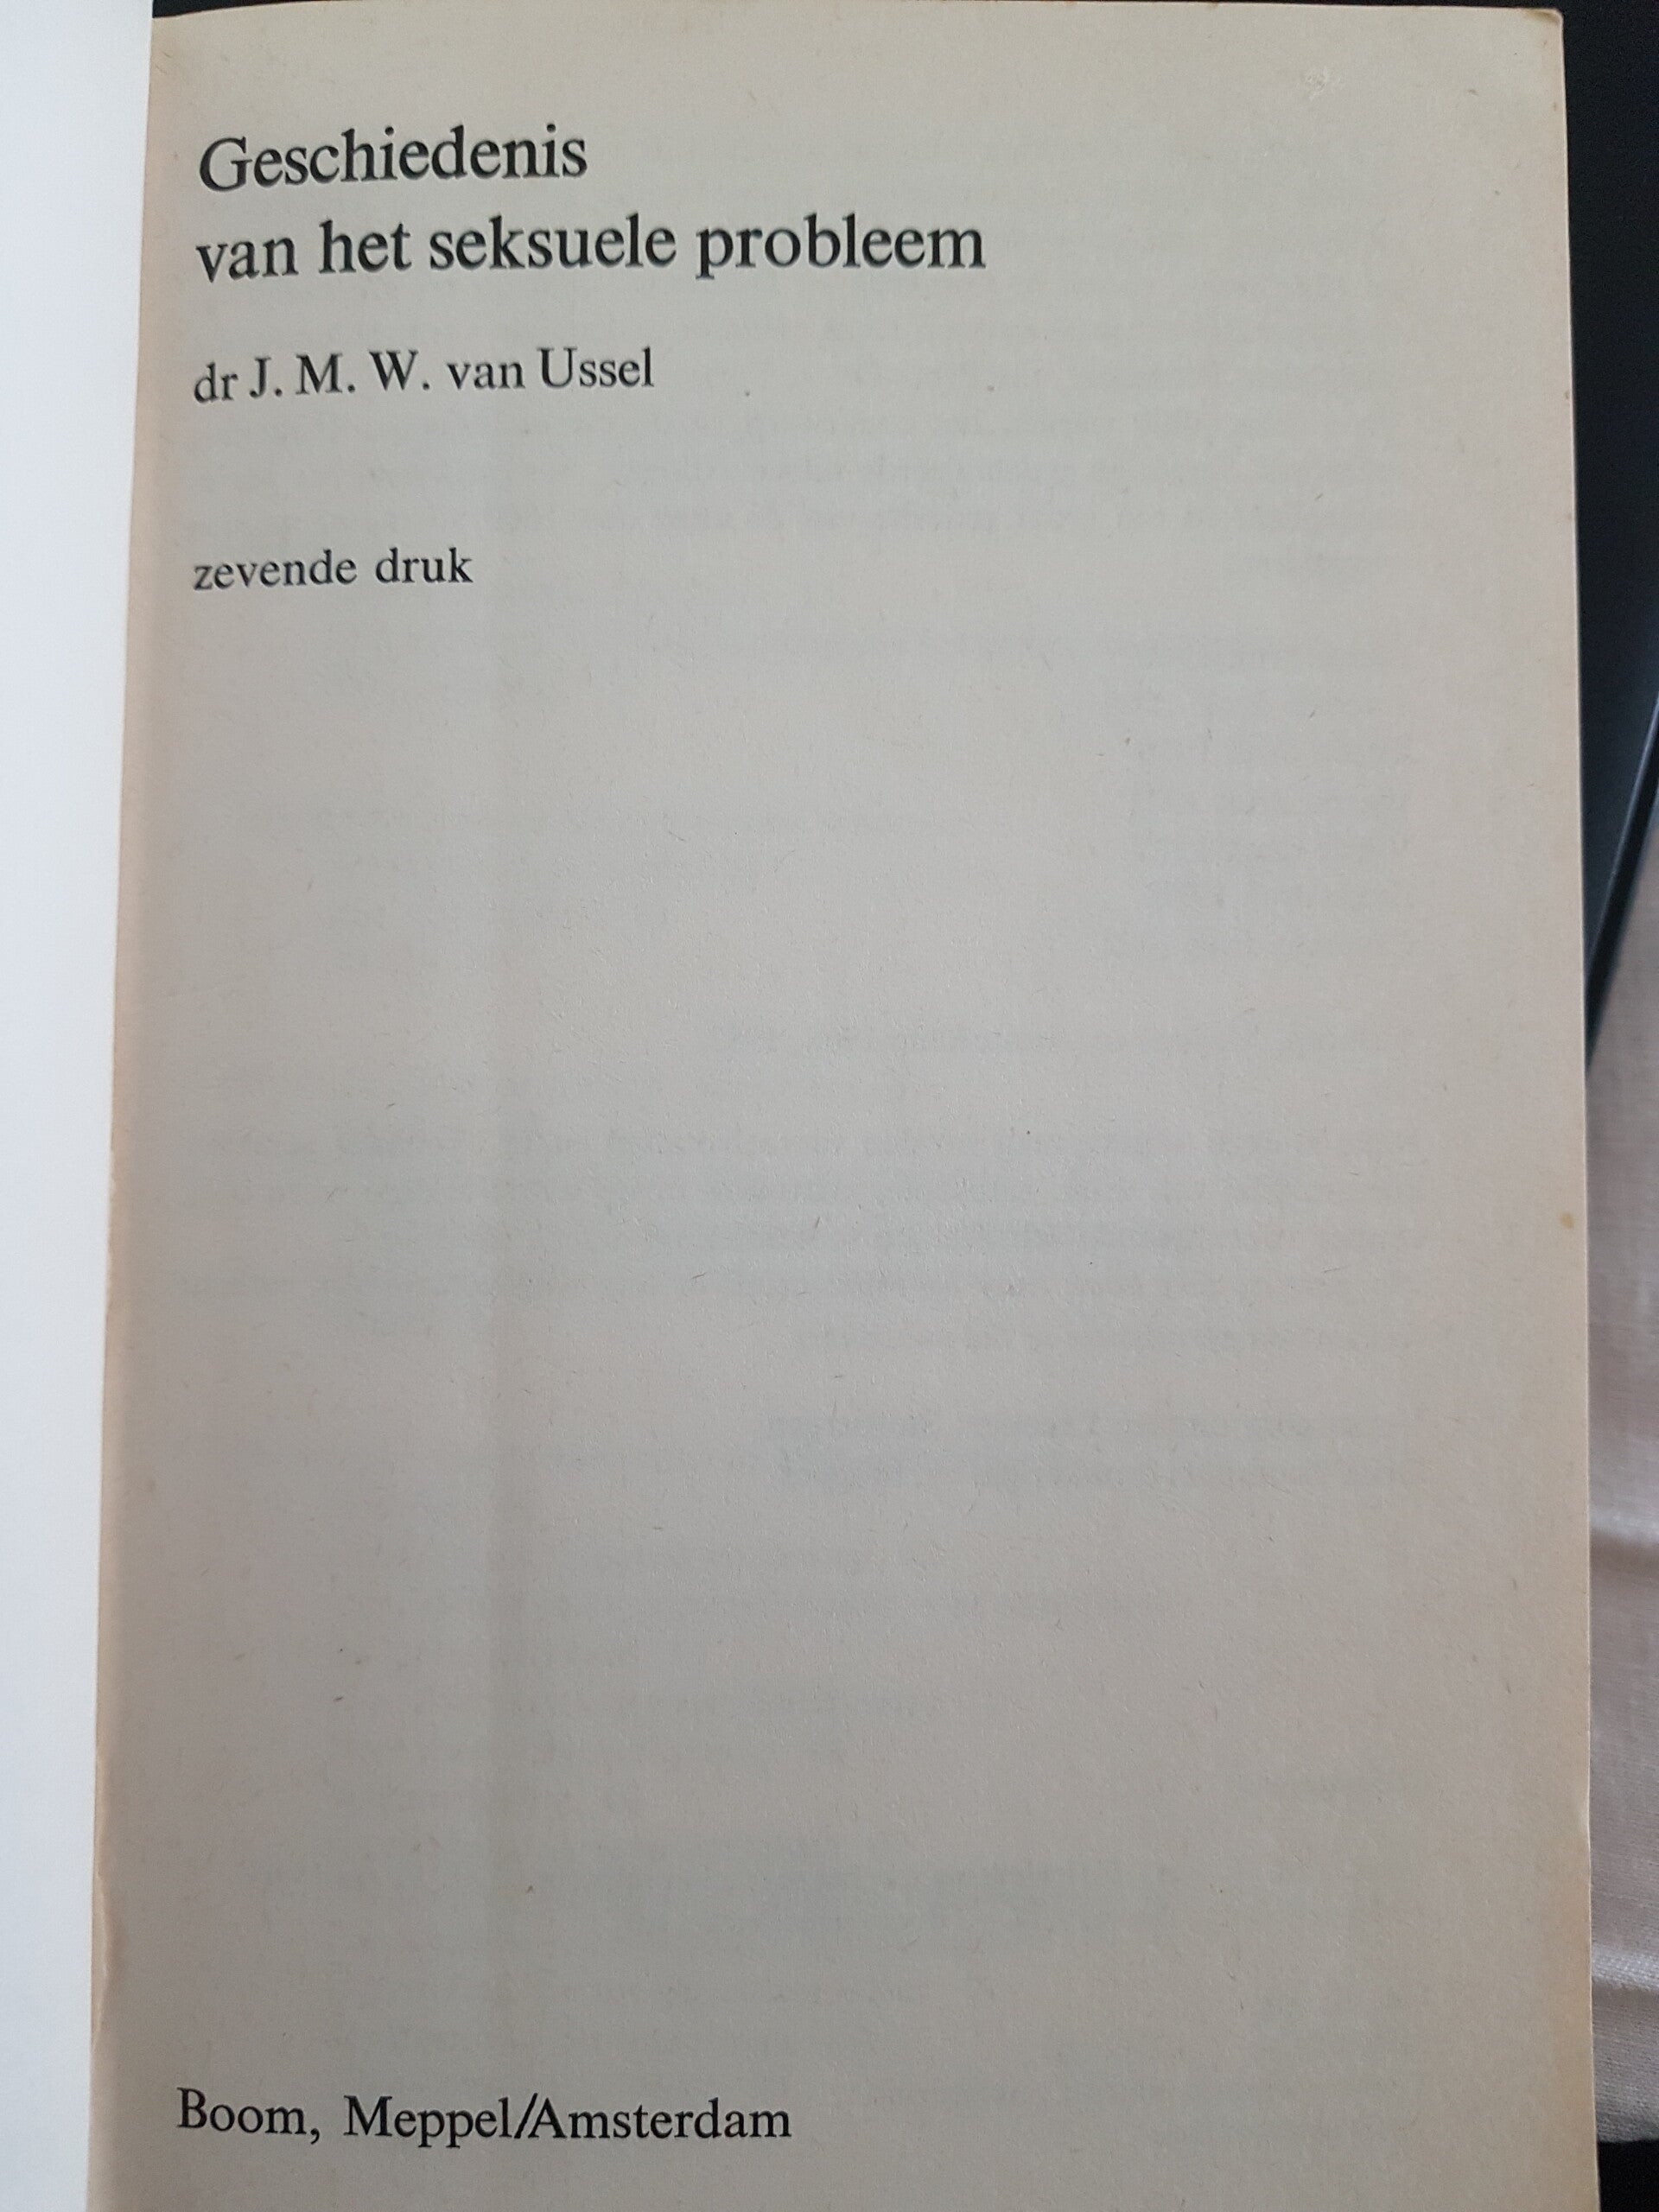 Geschiedenis
van het seksuele probleem
dr J. M. W. van Ussel
zevende druk
Boom, Meppel/Amsterdam